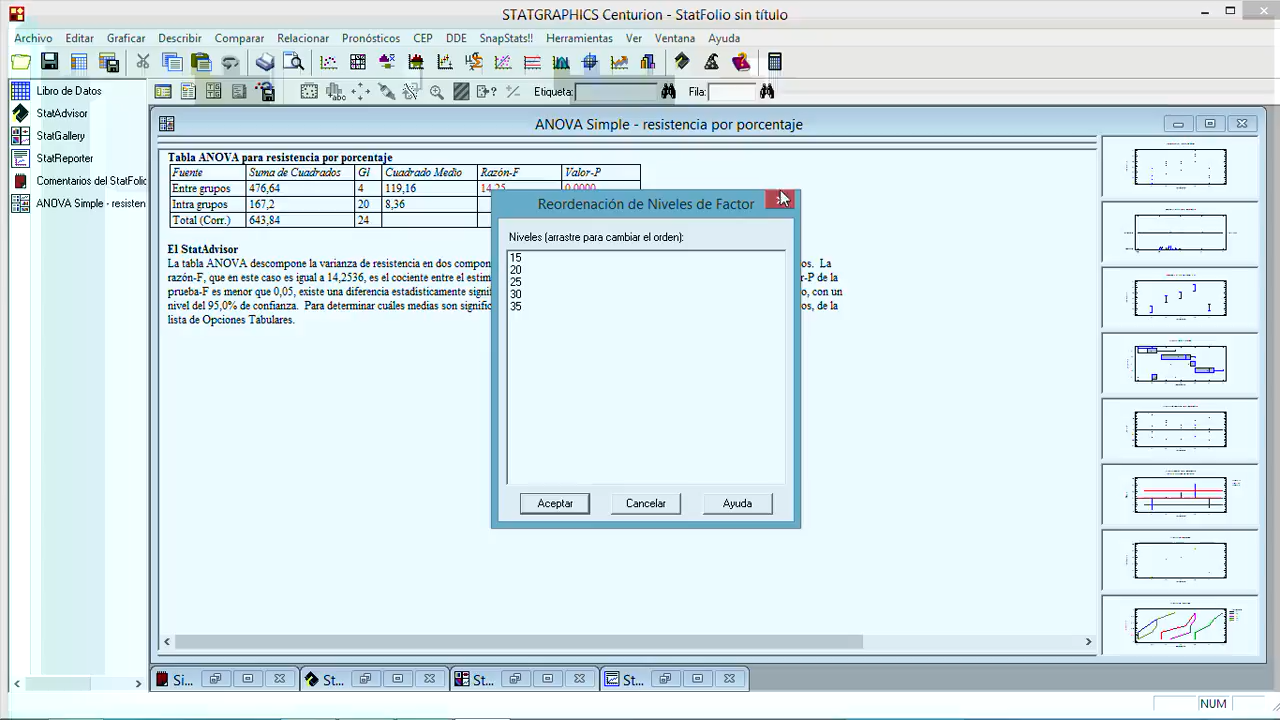 STATGRAPHICS Centurion - StatFolio sin título
Archivo Editar Graficar Describir Comparar Relacionar Pronósticos CEP DDE SnapStats!! Herramientas Ver Ventana Ayuda
Etiqueta: Fila:
Libro de Datos
StatAdvisor
StatGallery
StatReporter
Comentarios del StatFolio
ANOVA Simple - resisten
ANOVA Simple - resistencia por porcentaje
Tabla ANOVA para resistencia por porcentaje
Fuente Suma de Cuadrados Gl Cuadrado Medio Razón-F Valor-P
Entre grupos 476,64 4 119,16 14,25 0,0000
Intra grupos 167,2 20 8,36
Total (Corr.) 643,84 24
El StatAdvisor
La tabla ANOVA descompone la varianza de resistencia en dos compon os. La
razón-F, que en este caso es igual a 14,2536, es el cociente entre el estim r-P de la
prueba-F es menor que 0,05, existe una diferencia estadísticamente signifi o, con un
nivel del 95,0% de confianza. Para determinar cuáles medias son signific os, de la
lista de Opciones Tabulares.
Reordenación de Niveles de Factor
Niveles (arrastre para cambiar el orden):
15
20
25
30
35
Aceptar Cancelar Ayuda
Si... St... St... St...
NUM